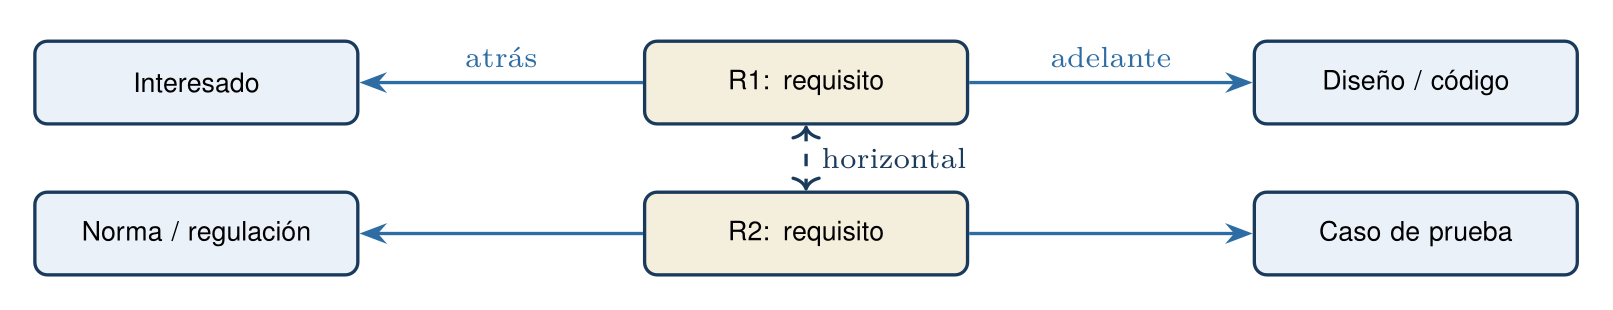 Interesado
atrás
R1: requisito
adelante
Diseño / código
horizontal
Norma / regulación
R2: requisito
Caso de prueba